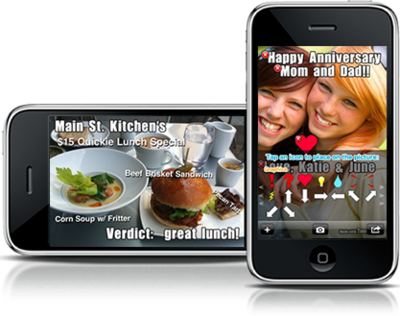 Main St. Kitchen's
$15 Quickie Lunch Special
Beef Bosket Sandwich
Corn Soup w/ Fritter
Verdict: great lunch!
Happy Anniversary
Mom and Dad!!
Tap an icon to place on the picture:
Love, Katie & June